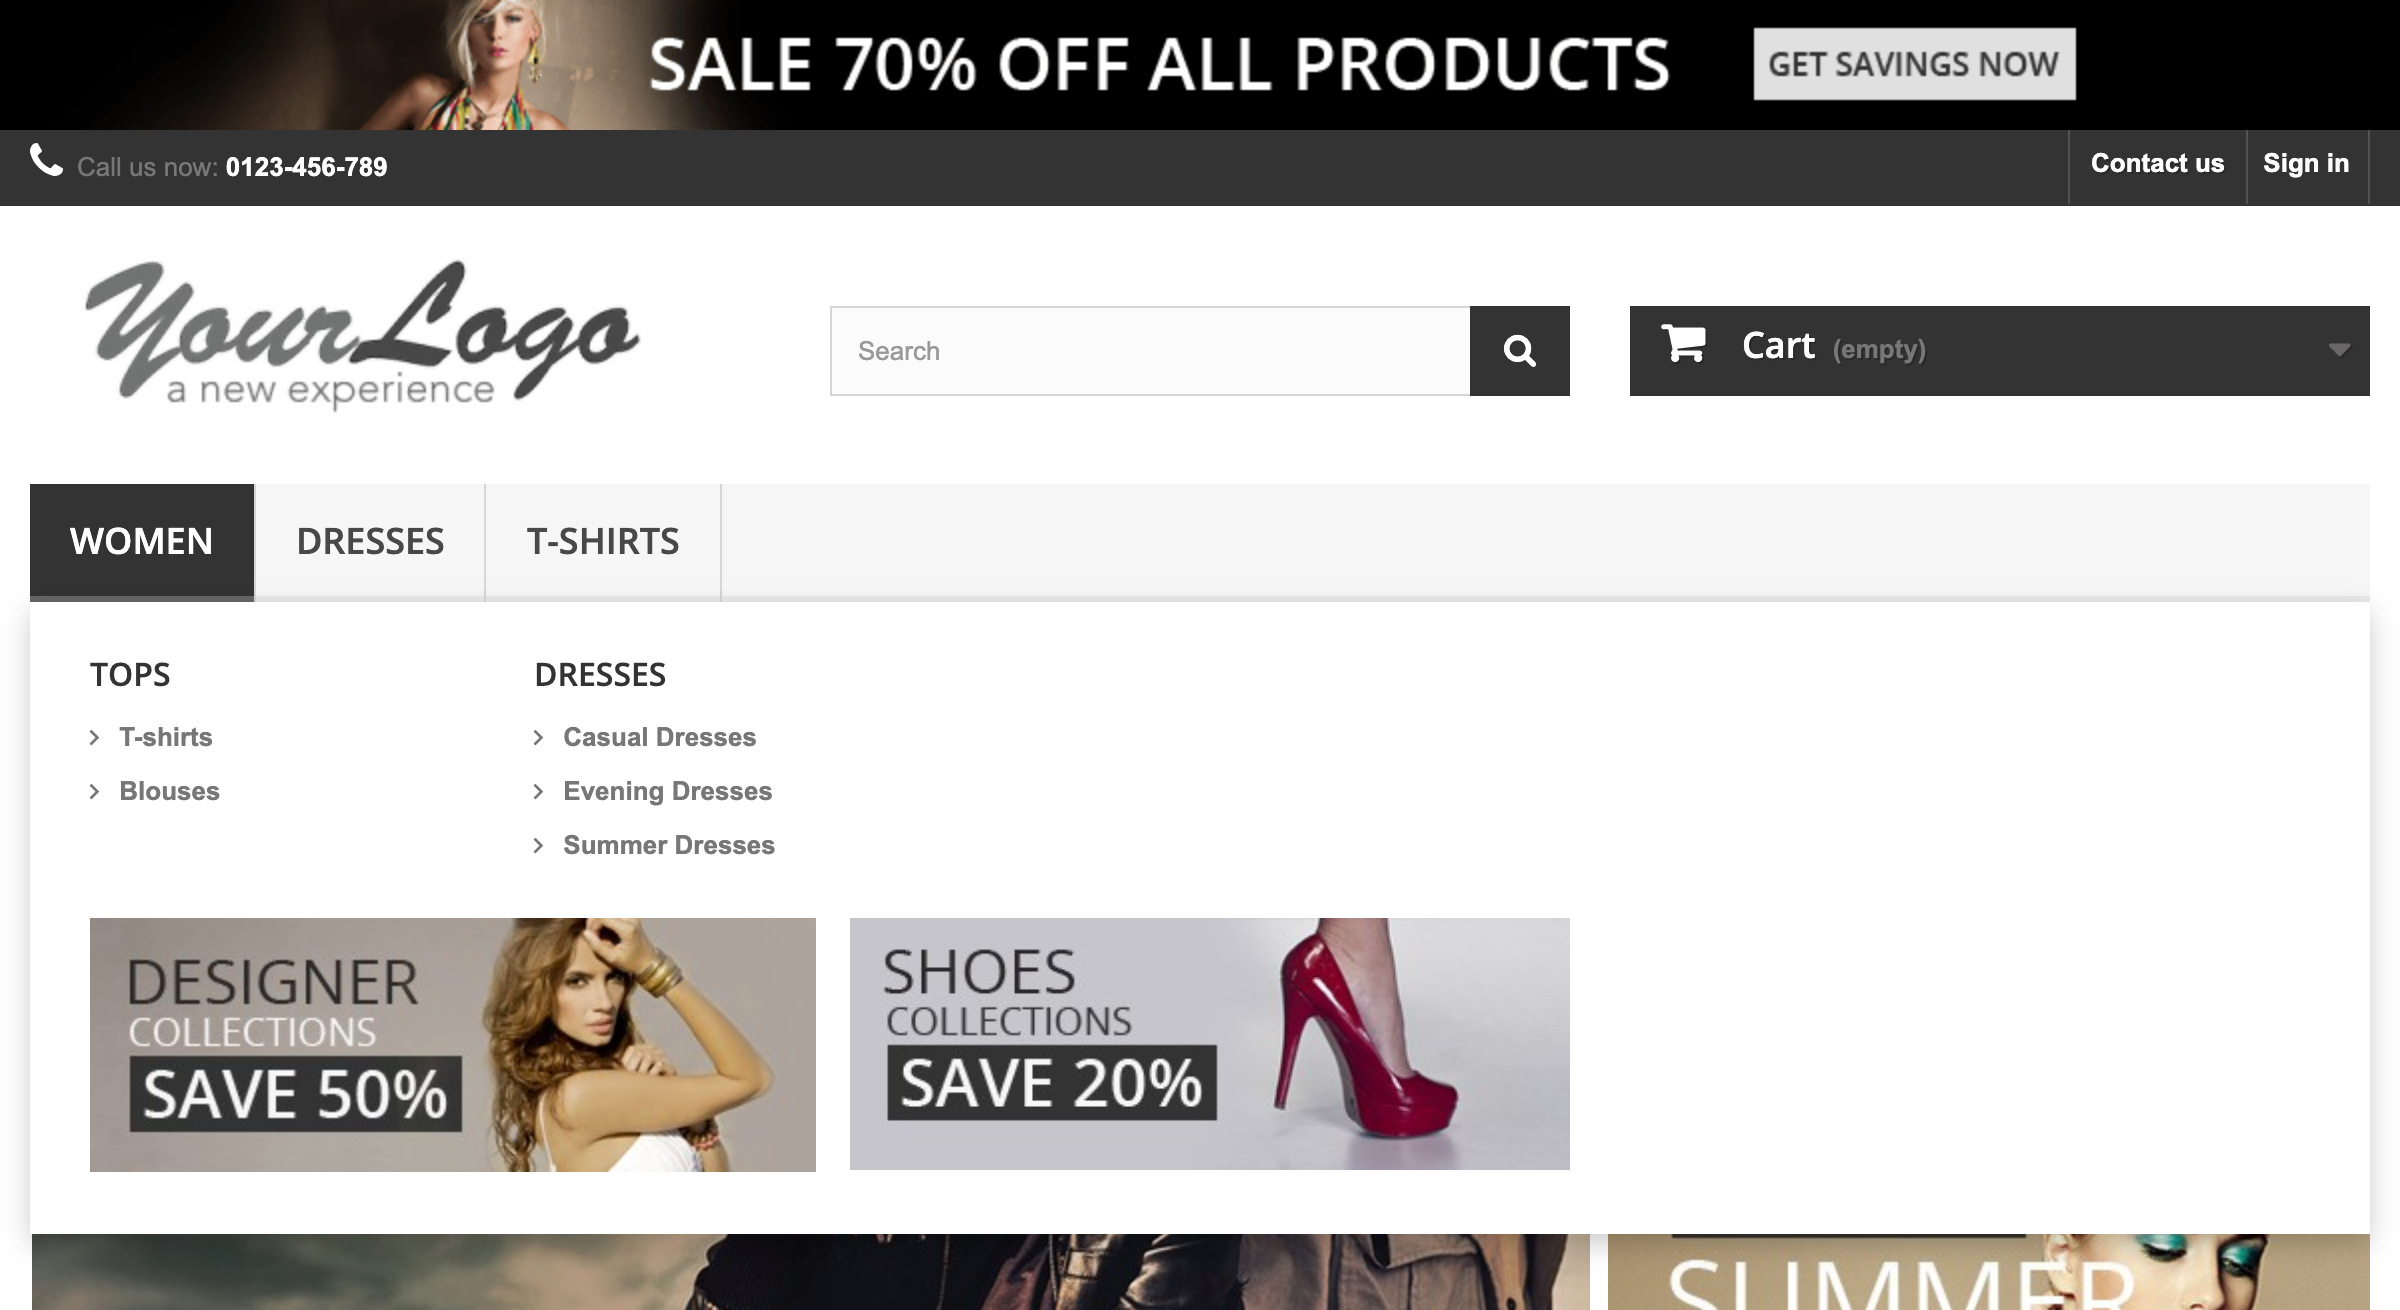 SALE 70% OFF ALL PRODUCTS
GET SAVINGS NOW
Call us now: 0123-456-789
Contact us
Sign in
YourLogo
a new experience
Search
Cart (empty)
WOMEN
DRESSES
T-SHIRTS
TOPS
T-shirts
Blouses
DRESSES
Casual Dresses
Evening Dresses
Summer Dresses
DESIGNER
COLLECTIONS
SAVE 50%
SHOES
COLLECTIONS
SAVE 20%
SUMMER